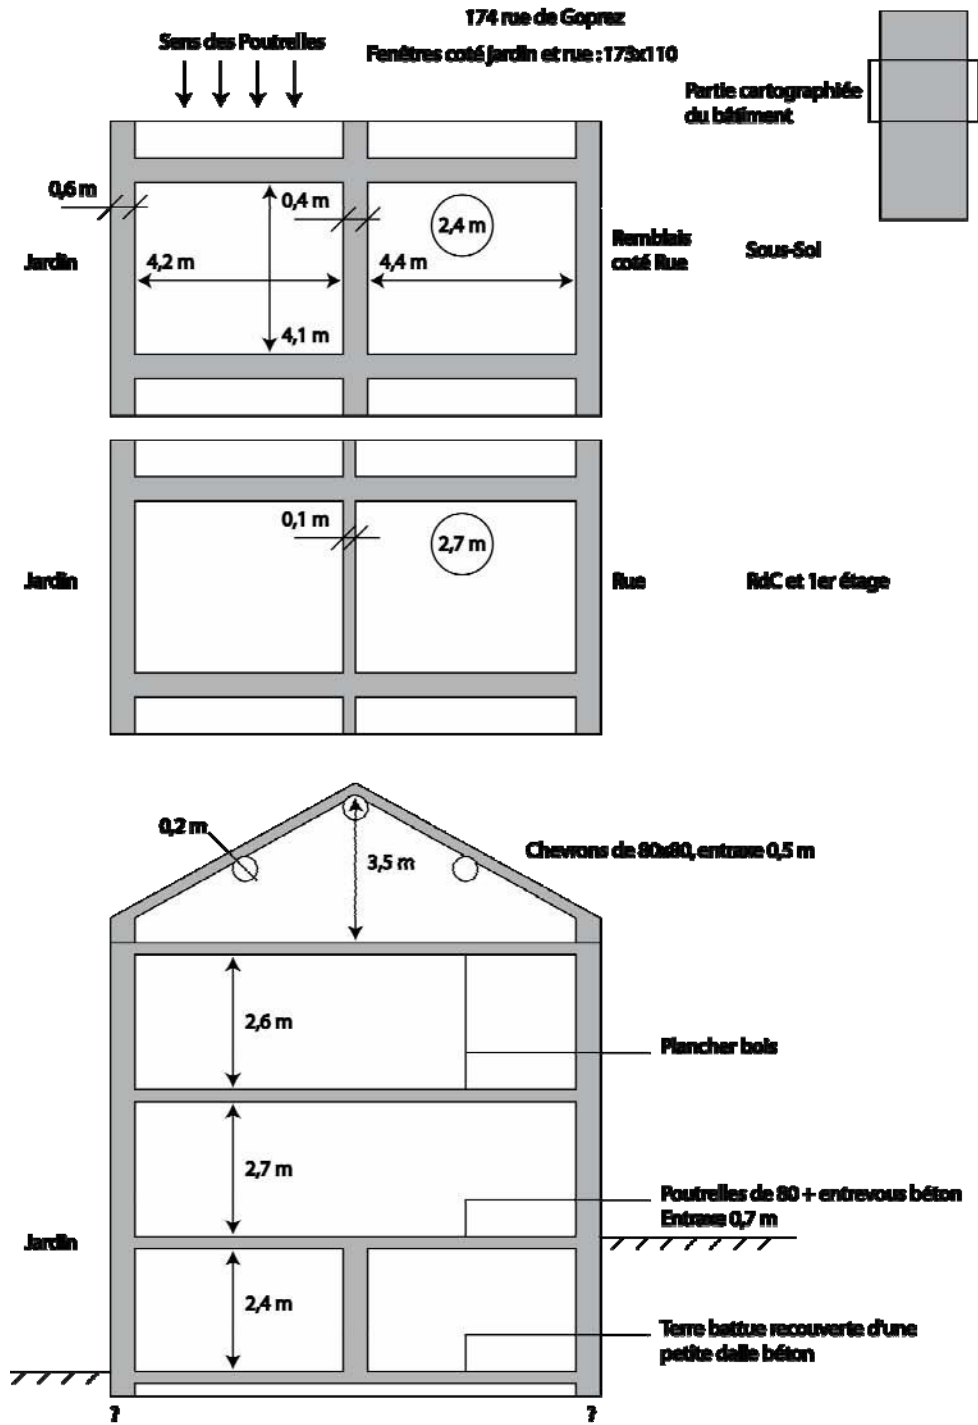 174 rue de Goprez
Sens des Poutrelles
Fenêtres coté jardin et rue : 173x110
Partie cartographiée
du bâtiment
0,6 m
0,4 m
2,4 m
Jardin
4,2 m
4,4 m
Remblais
coté Rue
Sous-Sol
4,1 m
0,1 m
2,7 m
Jardin
Rue
RdC et 1er étage
0,2 m
3,5 m
Chevrons de 80x80, entraxe 0,5 m
2,6 m
Plancher bois
2,7 m
Poutrelles de 80 + entrevous béton
Entraxe 0,7 m
Jardin
2,4 m
Terre battue recouverte d'une
petite dalle béton
?
?